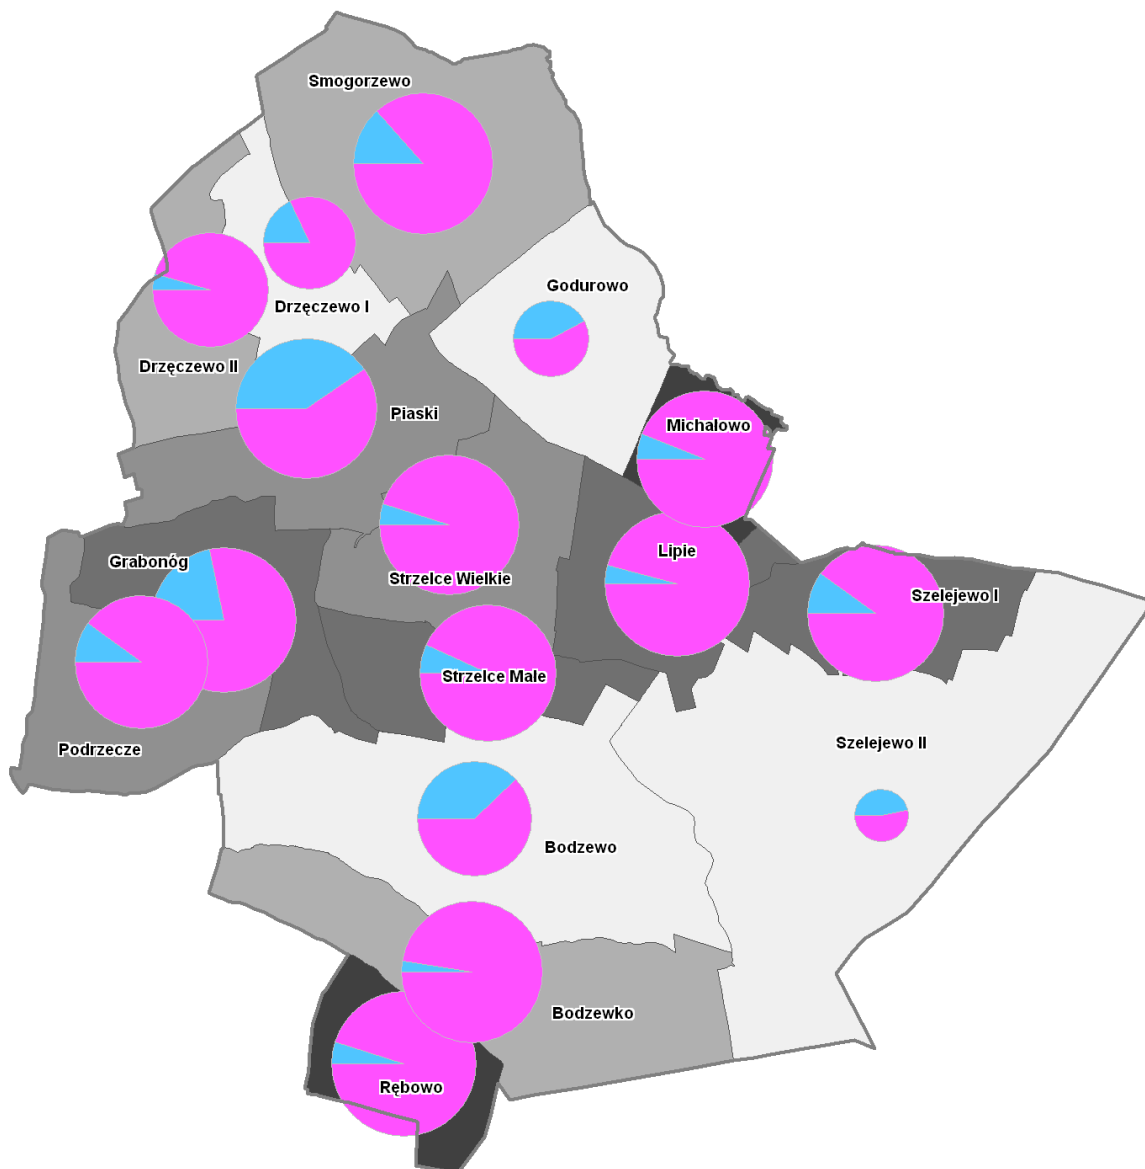 Smogorzewo
Godurowo
Drzęczewo I
Drzęczewo II
Piaski
Michalowo
Lipie
Grabonóg
Strzelce Wielkie
Szelejewo I
Strzelce Małe
Podrzecze
Szelejewo II
Bodzewo
Bodzewko
Rębowo